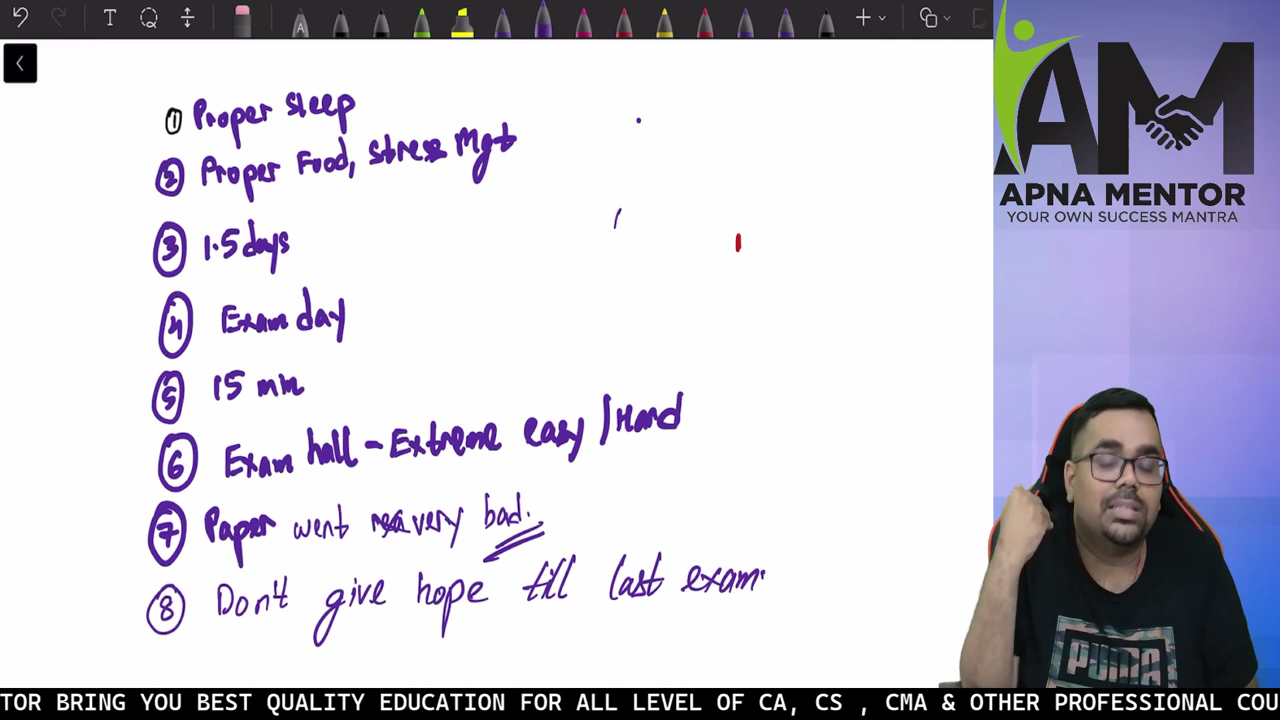 ① Proper Sleep
② Proper Food, Stress Mgt
③ 1.5 days
④ Exam day
⑤ 15 min
⑥ Exam hall - Extreme easy / Hard
⑦ Paper went very bad.
⑧ Don't give hope till last exam.
AM
APNA MENTOR
YOUR OWN SUCCESS MANTRA
PUMA
TOR BRING YOU BEST QUALITY EDUCATION FOR ALL LEVEL OF CA, CS , CMA & OTHER PROFESSIONAL COU